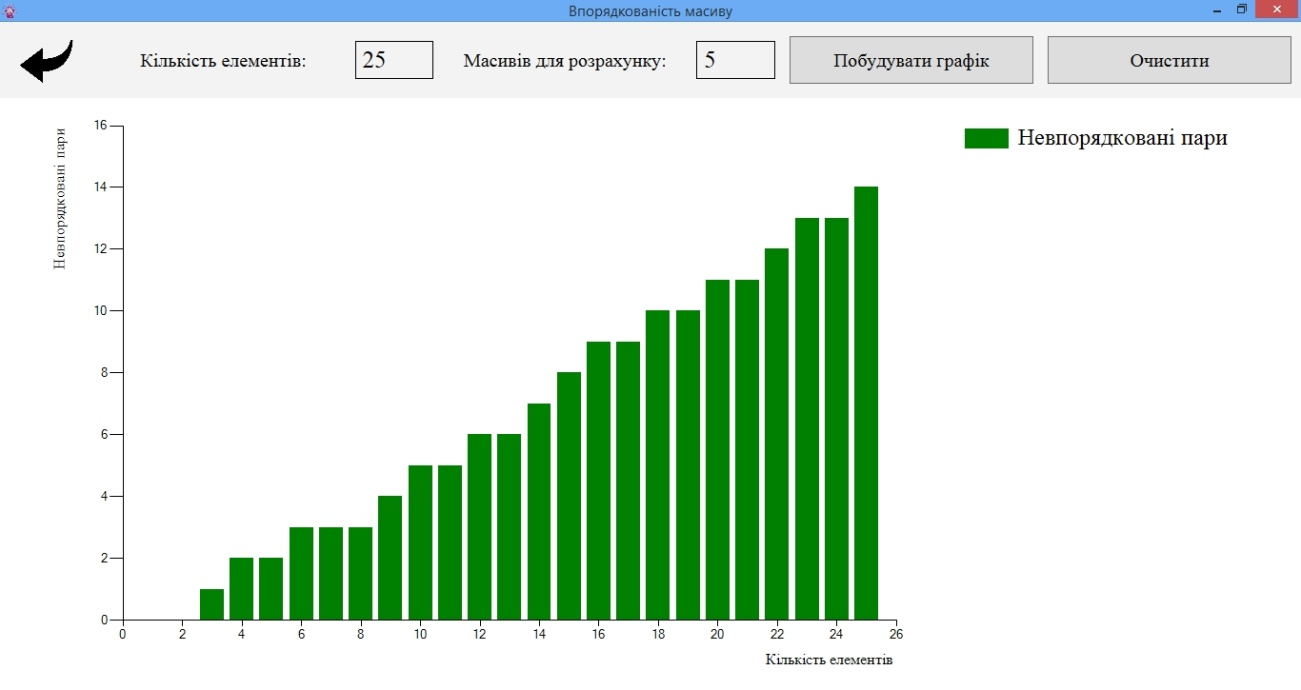 Впорядкованість масиву
Кількість елементів: 25 Масивів для розрахунку: 5 Побудувати графік Очистити
Невпорядковані пари
Невпорядковані пари
16
14
12
10
8
6
4
2
0
0 2 4 6 8 10 12 14 16 18 20 22 24 26
Кількість елементів